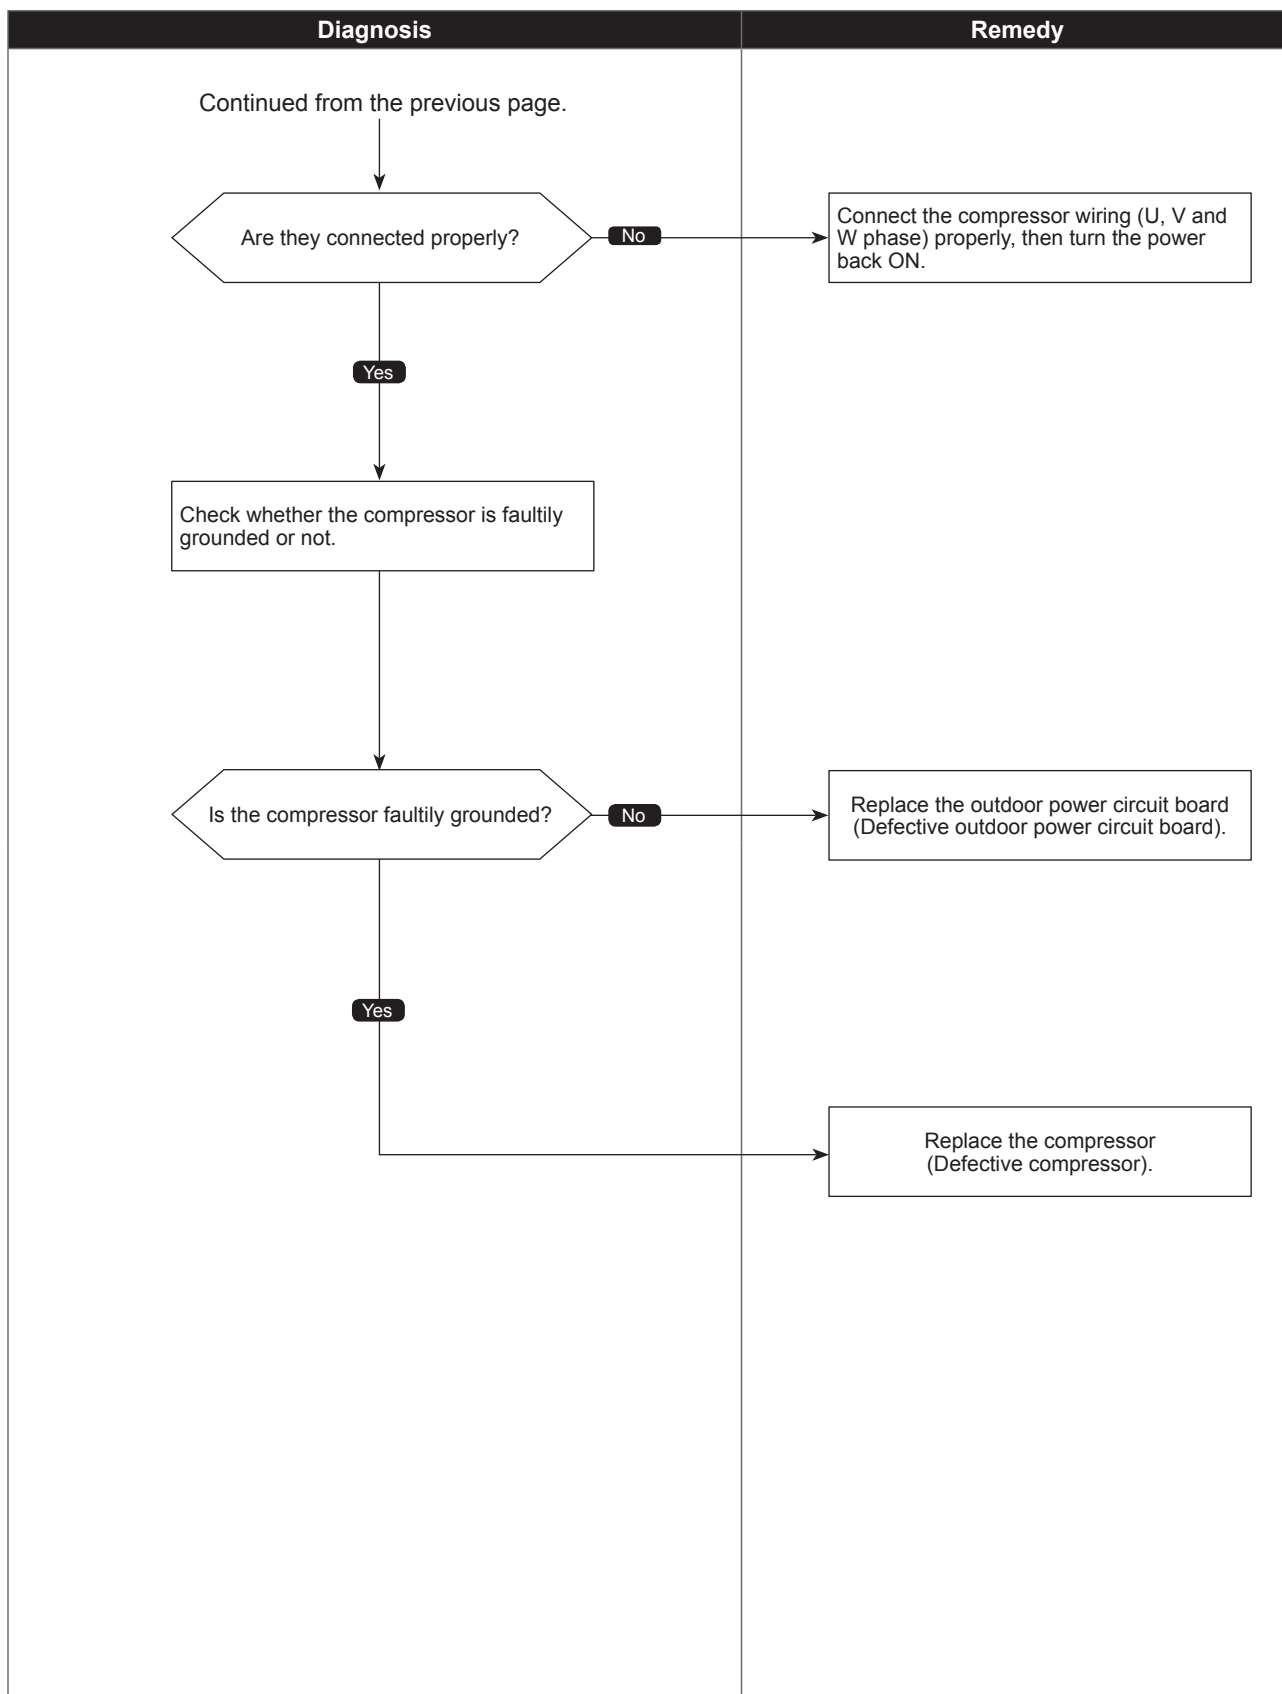 Diagnosis
Remedy
Continued from the previous page.
Are they connected properly?
No
Connect the compressor wiring (U, V and
W phase) properly, then turn the power
back ON.
Yes
Check whether the compressor is faultily
grounded or not.
Is the compressor faultily grounded?
No
Replace the outdoor power circuit board
(Defective outdoor power circuit board).
Yes
Replace the compressor
(Defective compressor).